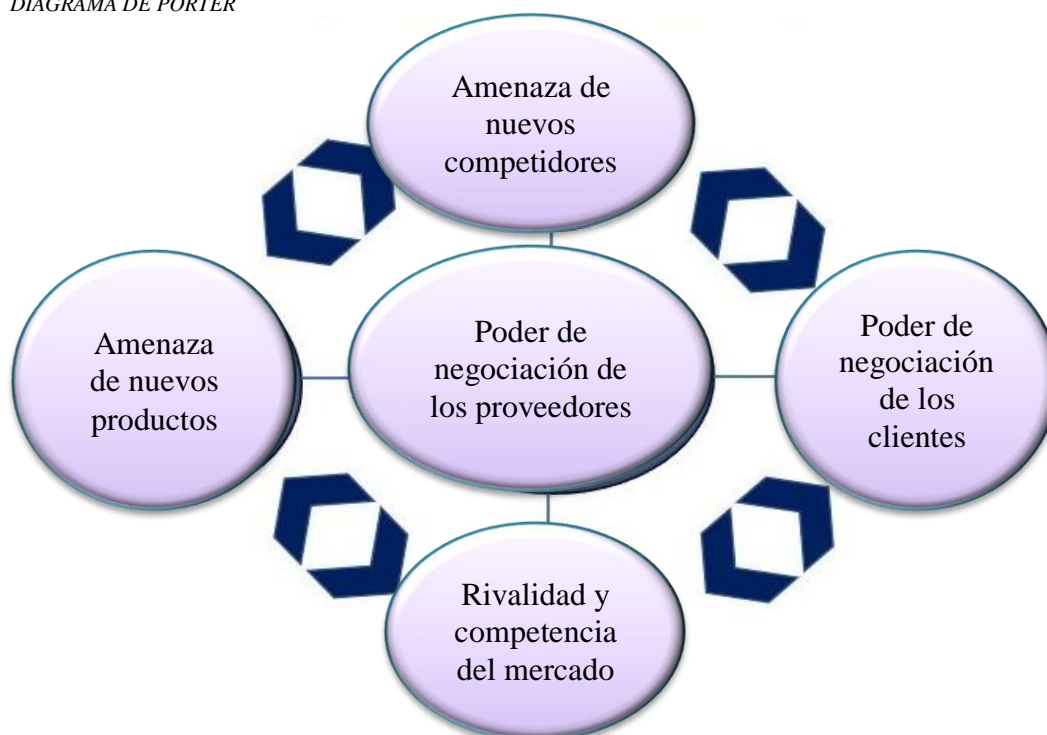 DIAGRAMA DE PORTER
Amenaza de
nuevos
competidores
Amenaza
de nuevos
productos
Poder de
negociación de
los proveedores
Poder de
negociación
de los
clientes
Rivalidad y
competencia
del mercado